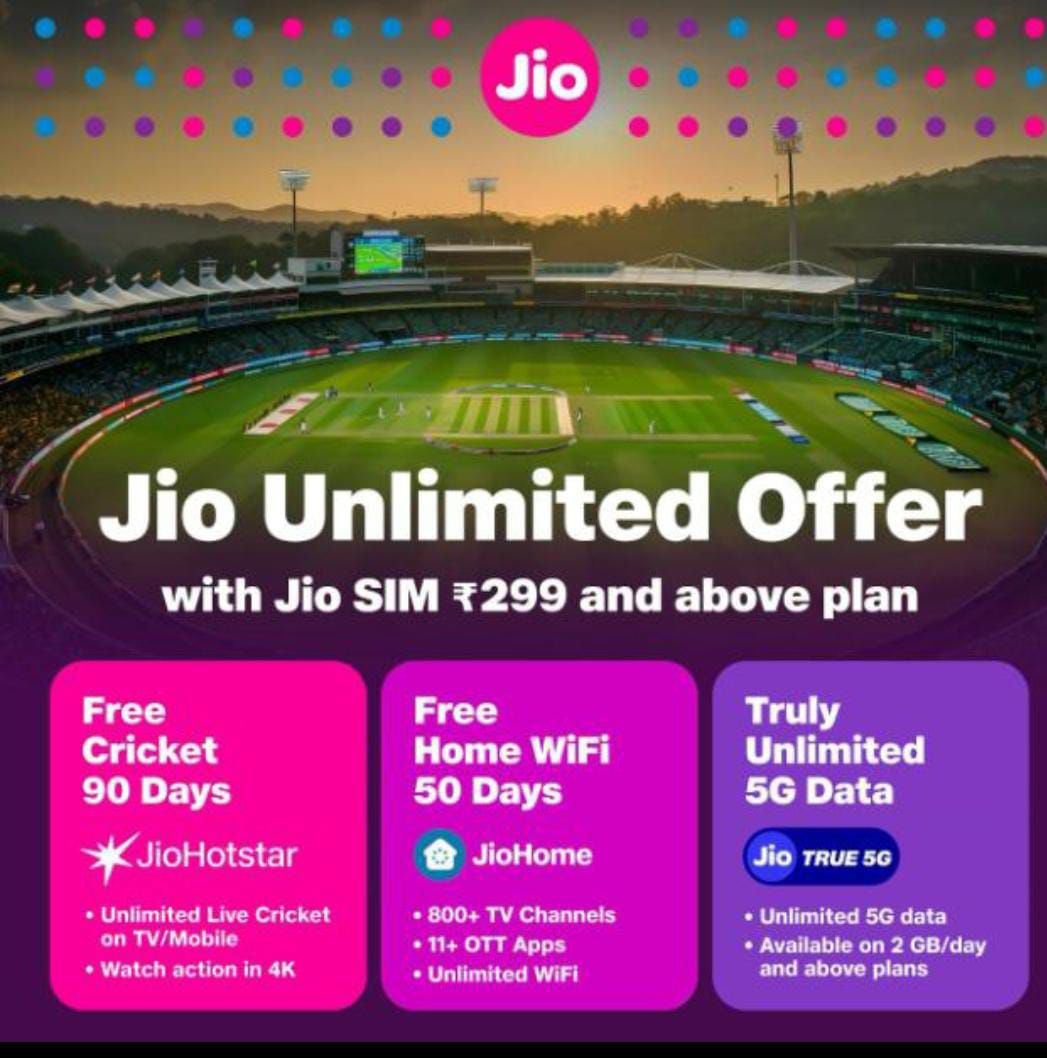 Jio
Jio Unlimited Offer
with Jio SIM ₹299 and above plan
Free
Cricket
90 Days
JioHotstar
• Unlimited Live Cricket
on TV/Mobile
• Watch action in 4K
Free
Home WiFi
50 Days
JioHome
• 800+ TV Channels
• 11+ OTT Apps
• Unlimited WiFi
Truly
Unlimited
5G Data
Jio TRUE 5G
• Unlimited 5G data
• Available on 2 GB/day
and above plans